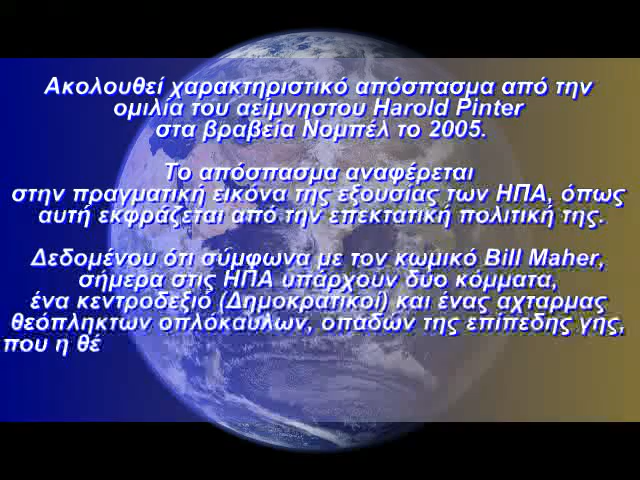 Ακολουθεί χαρακτηριστικό απόσπασμα από την
ομιλία του αείμνηστου Harold Pinter
στα βραβεία Νομπέλ το 2005.
Το απόσπασμα αναφέρεται
στην πραγματική εικόνα της εξουσίας των ΗΠΑ, όπως
αυτή εκφράζεται από την επεκτατική πολιτική της.
Δεδομένου ότι σύμφωνα με τον κωμικό Bill Maher,
σήμερα στις ΗΠΑ υπάρχουν δύο κόμματα,
ένα κεντροδεξιό (Δημοκρατικοί) και ένας αχταρμας
θεόπληκτων οπλόκαυλων, οπαδων της επίπεδης γης,
που η θέ